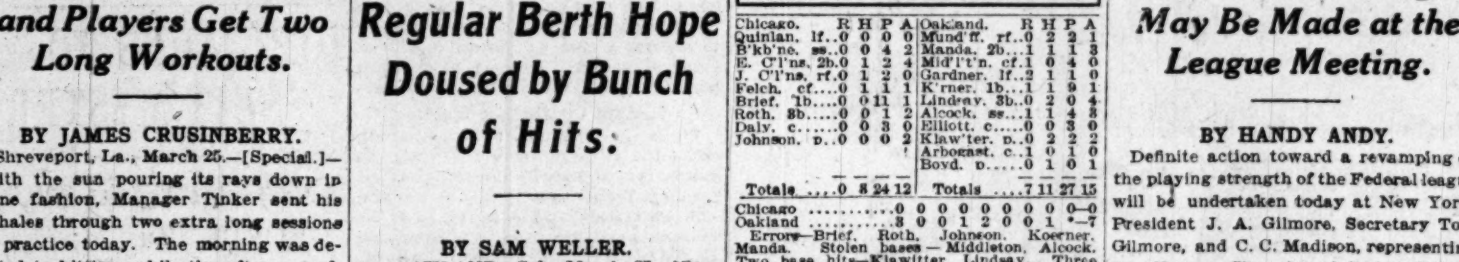 and Players Get Two
Long Workouts.
BY JAMES CRUSINBERRY.
Shreveport, La., March 25.—[Special.]—
ith the sun pouring its rays down in
ne fashion, Manager Tinker sent his
hales through two extra long sessions
practice today. The morning was de-
Regular Berth Hope
Doused by Bunch
of Hits.
BY SAM WELLER.
Chicago. R H P A
Quinlan, lf..0 0 0 0
B'kb'ne, ss..0 0 4 2
E. C'l'ns, 2b.0 1 2 4
J. C'l'ns, rf.0 1 2 0
Felch, cf....0 1 1 1
Brief, 1b....0 0 11 1
Roth, 3b....0 0 1 2
Daly, c.....0 0 3 0
Johnson, p..0 0 0 2
Totals ....0 8 24 12
Oakland. R H P A
Mund'ff, rf..0 2 2 1
Manda, 2b...1 1 1 3
Mid'l't'n, cf.1 0 4 0
Gardner, lf..2 1 1 0
K'rner, 1b...1 1 9 1
Lindsay, 3b..0 2 0 4
Alcock, ss...1 1 4 3
Elliott, c....0 0 3 0
Klaw'ter, p..0 2 2 2
Arbogast, c..1 0 1 0
Boyd, p.....0 1 0 1
Totals ....7 11 27 15
Chicago ..........0 0 0 0 0 0 0 0 0—0
Oakland ..........3 0 0 1 2 0 0 1 *—7
Errors—Brief, Roth, Johnson, Koerner,
Manda. Stolen bases—Middleton, Alcock.
Two base hits—Klawitter, Lindsay. Three
May Be Made at the
League Meeting.
BY HANDY ANDY.
Definite action toward a revamping
the playing strength of the Federal leag
will be undertaken today at New Yor
President J. A. Gilmore, Secretary To
Gilmore, and C. C. Madison, representi